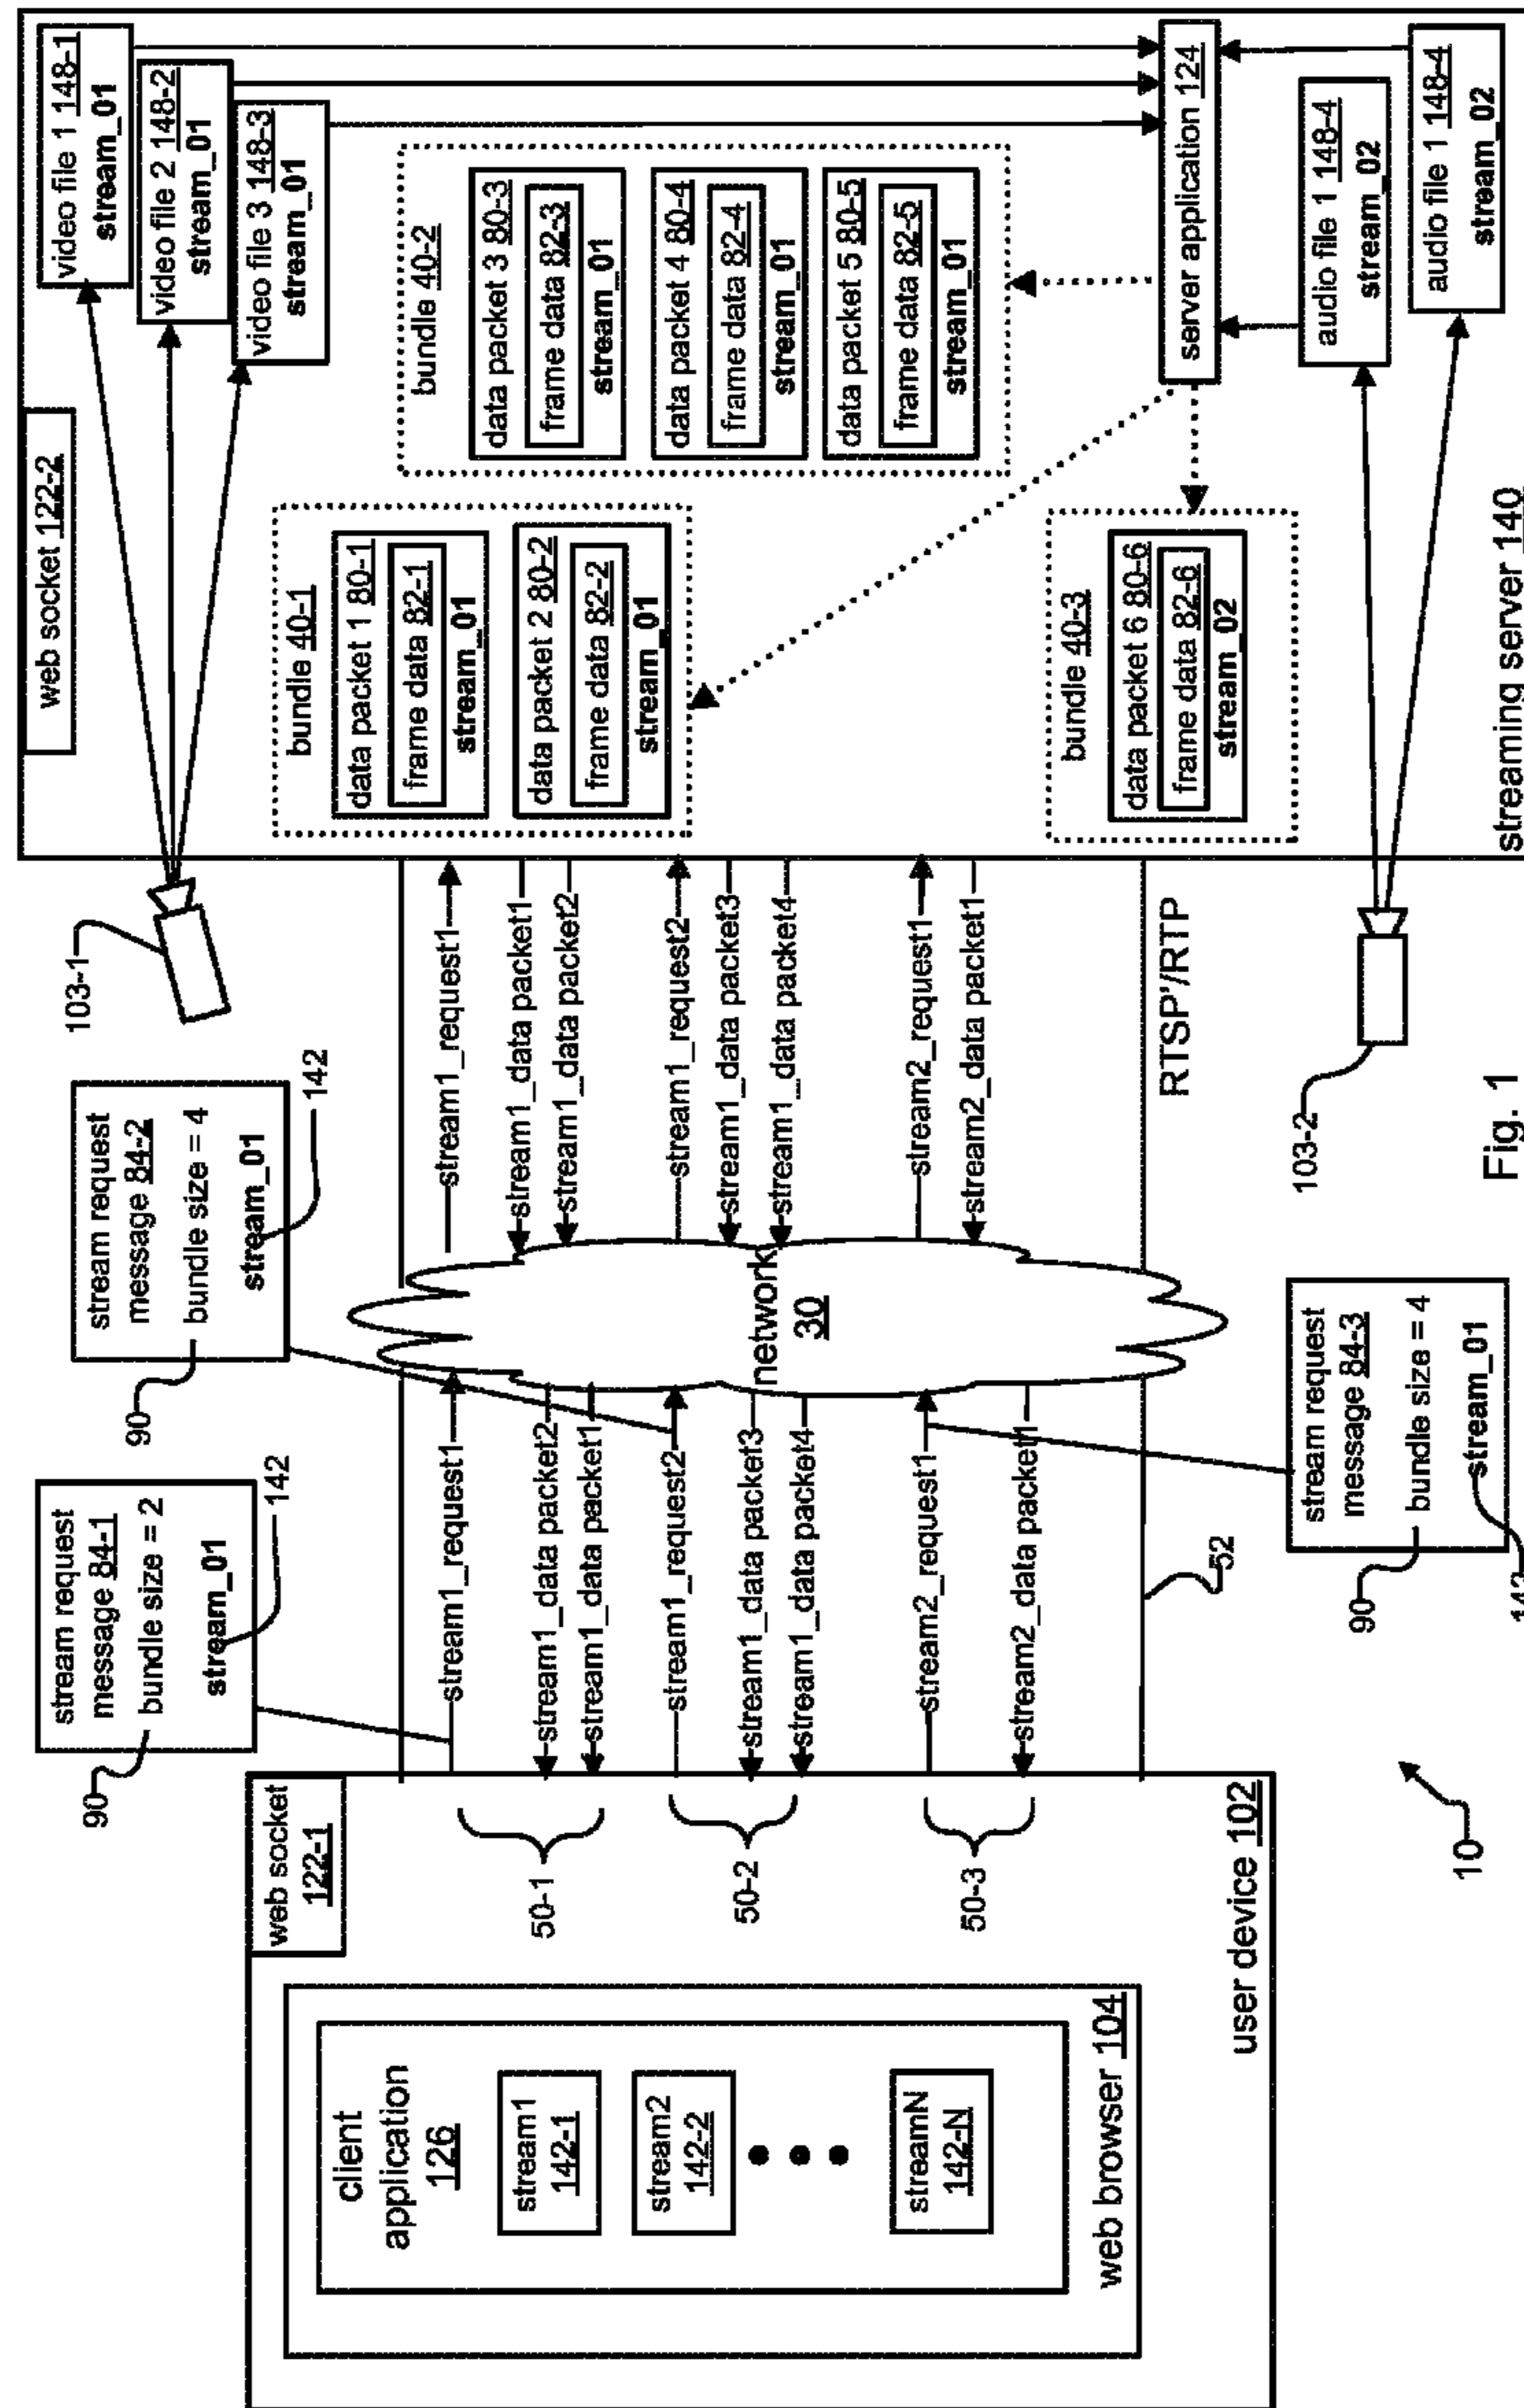 web socket
122-1
client
application
126
stream1
142-1
stream2
142-2
streamN
142-N
web browser 104
user device 102
50-1
50-2
50-3
10
stream request
message 84-1
bundle size = 2
stream_01
90
142
stream request
message 84-2
bundle size = 4
stream_01
90
142
stream1_request1
stream1_data packet2
stream1_data packet1
stream1_request2
stream1_data packet3
stream1_data packet4
stream2_request1
stream2_data packet1
52
stream request
message 84-3
bundle size = 4
stream_01
90
network
30
stream1_request1
stream1_data packet1
stream1_data packet2
stream1_request2
stream1_data packet3
stream1_data packet4
stream2_request1
stream2_data packet1
RTSP'/RTP
103-1
103-2
Fig. 1
web socket 122-2
video file 1 148-1
stream_01
video file 2 148-2
stream_01
video file 3 148-3
stream_01
bundle 40-1
data packet 1 80-1
frame data 82-1
stream_01
data packet 2 80-2
frame data 82-2
stream_01
bundle 40-2
data packet 3 80-3
frame data 82-3
stream_01
data packet 4 80-4
frame data 82-4
stream_01
data packet 5 80-5
frame data 82-5
stream_01
bundle 40-3
data packet 6 80-6
frame data 82-6
stream_02
server application 124
audio file 1 148-4
stream_02
audio file 1 148-4
stream_02
streaming server 140